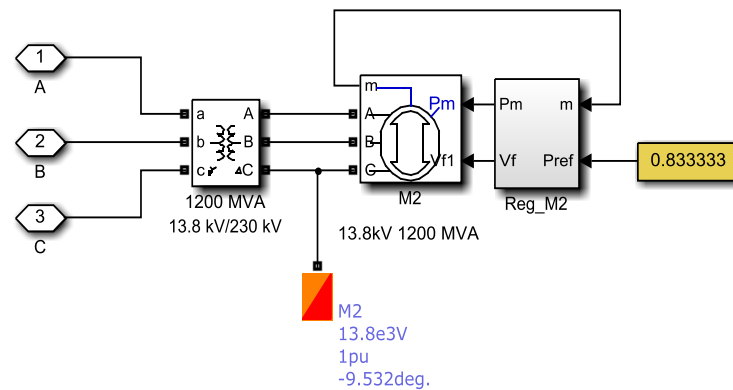 m
1
A
Pm
Pm
m
a
A
A
2
b
B
B
Vf1
Vf
Pref
0.833333
B
c
ΔC
C
1200 MVA
M2
Reg_M2
3
13.8 kV/230 kV
13.8kV 1200 MVA
C
M2
13.8e3V
1pu
-9.532deg.